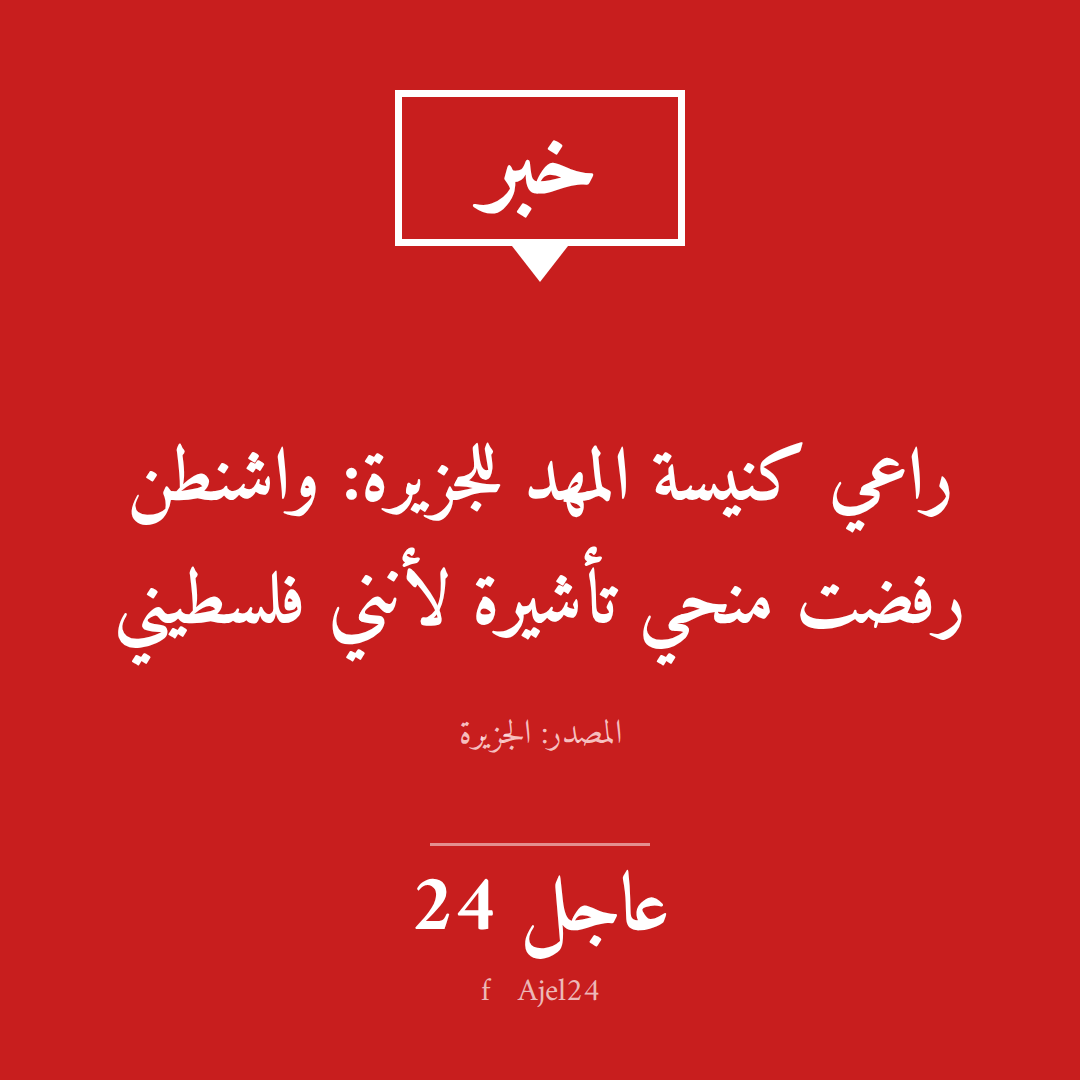 خبر
راعي كنيسة المهد للجزيرة: واشنطن
رفضت منحي تأشيرة لأنني فلسطيني
المصدر: الجزيرة
عاجل 24
f Ajel24